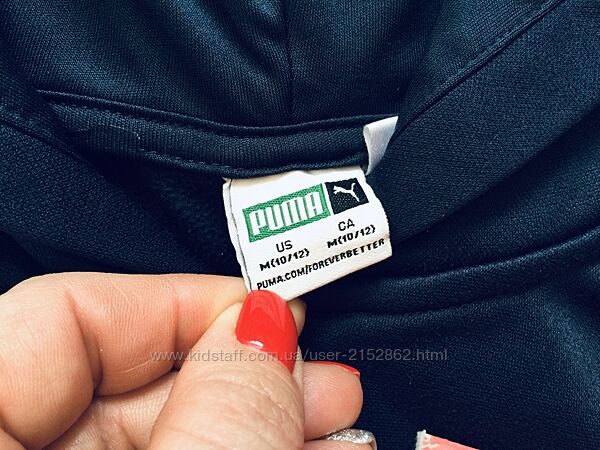 PUMA
US CA
M(10/12) M(10/12)
PUMA.COM/FOREVERBETTER
www.kidstaff.com.ua/user-2152862.html